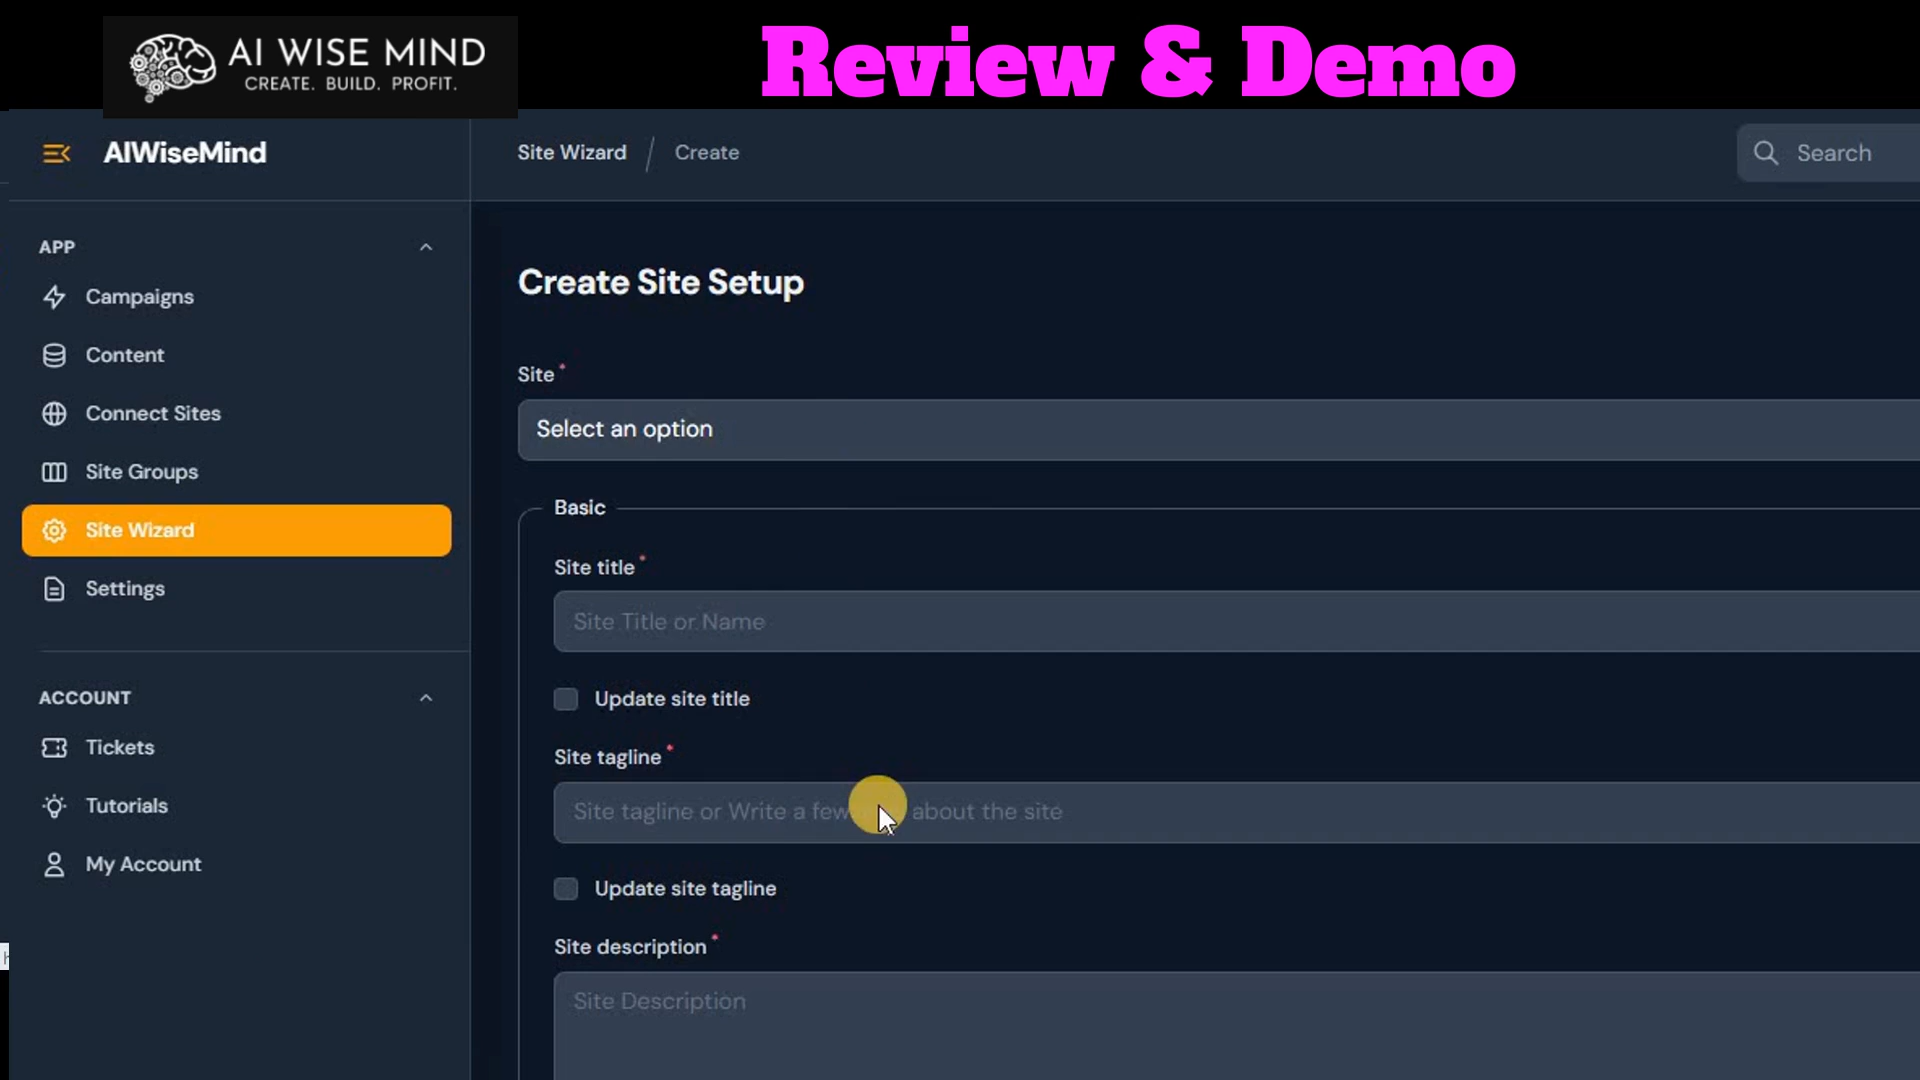 AI WISE MIND
CREATE. BUILD. PROFIT.
Review & Demo
AIWiseMind
Site Wizard / Create
Search
APP
Campaigns
Content
Connect Sites
Site Groups
Site Wizard
Settings
ACCOUNT
Tickets
Tutorials
My Account
Create Site Setup
Site *
Select an option
Basic
Site title *
Site Title or Name
Update site title
Site tagline *
Site tagline or Write a few about the site
Update site tagline
Site description *
Site Description